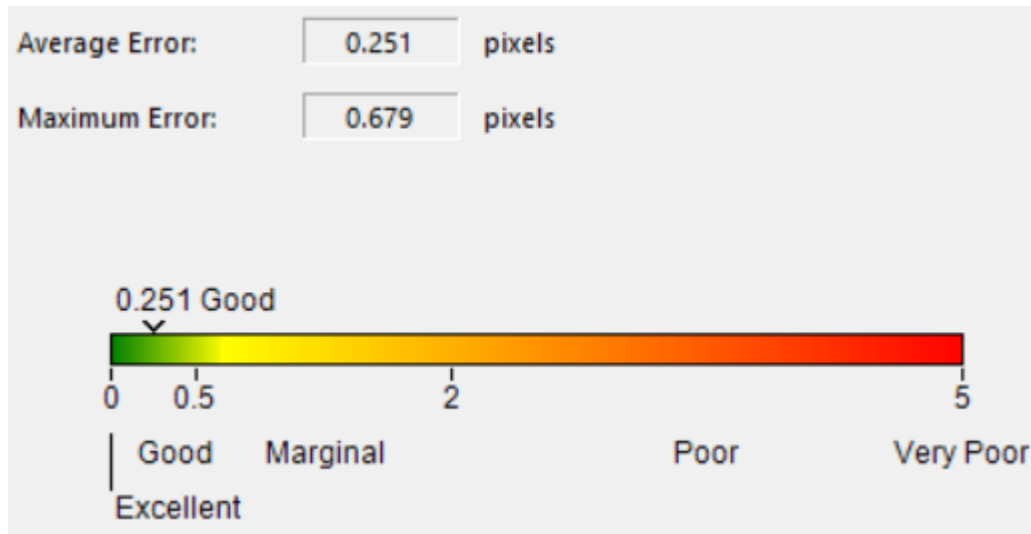 Average Error: 0.251 pixels
Maximum Error: 0.679 pixels
0.251 Good
0 0.5 2 5
Good Marginal Poor Very Poor
Excellent